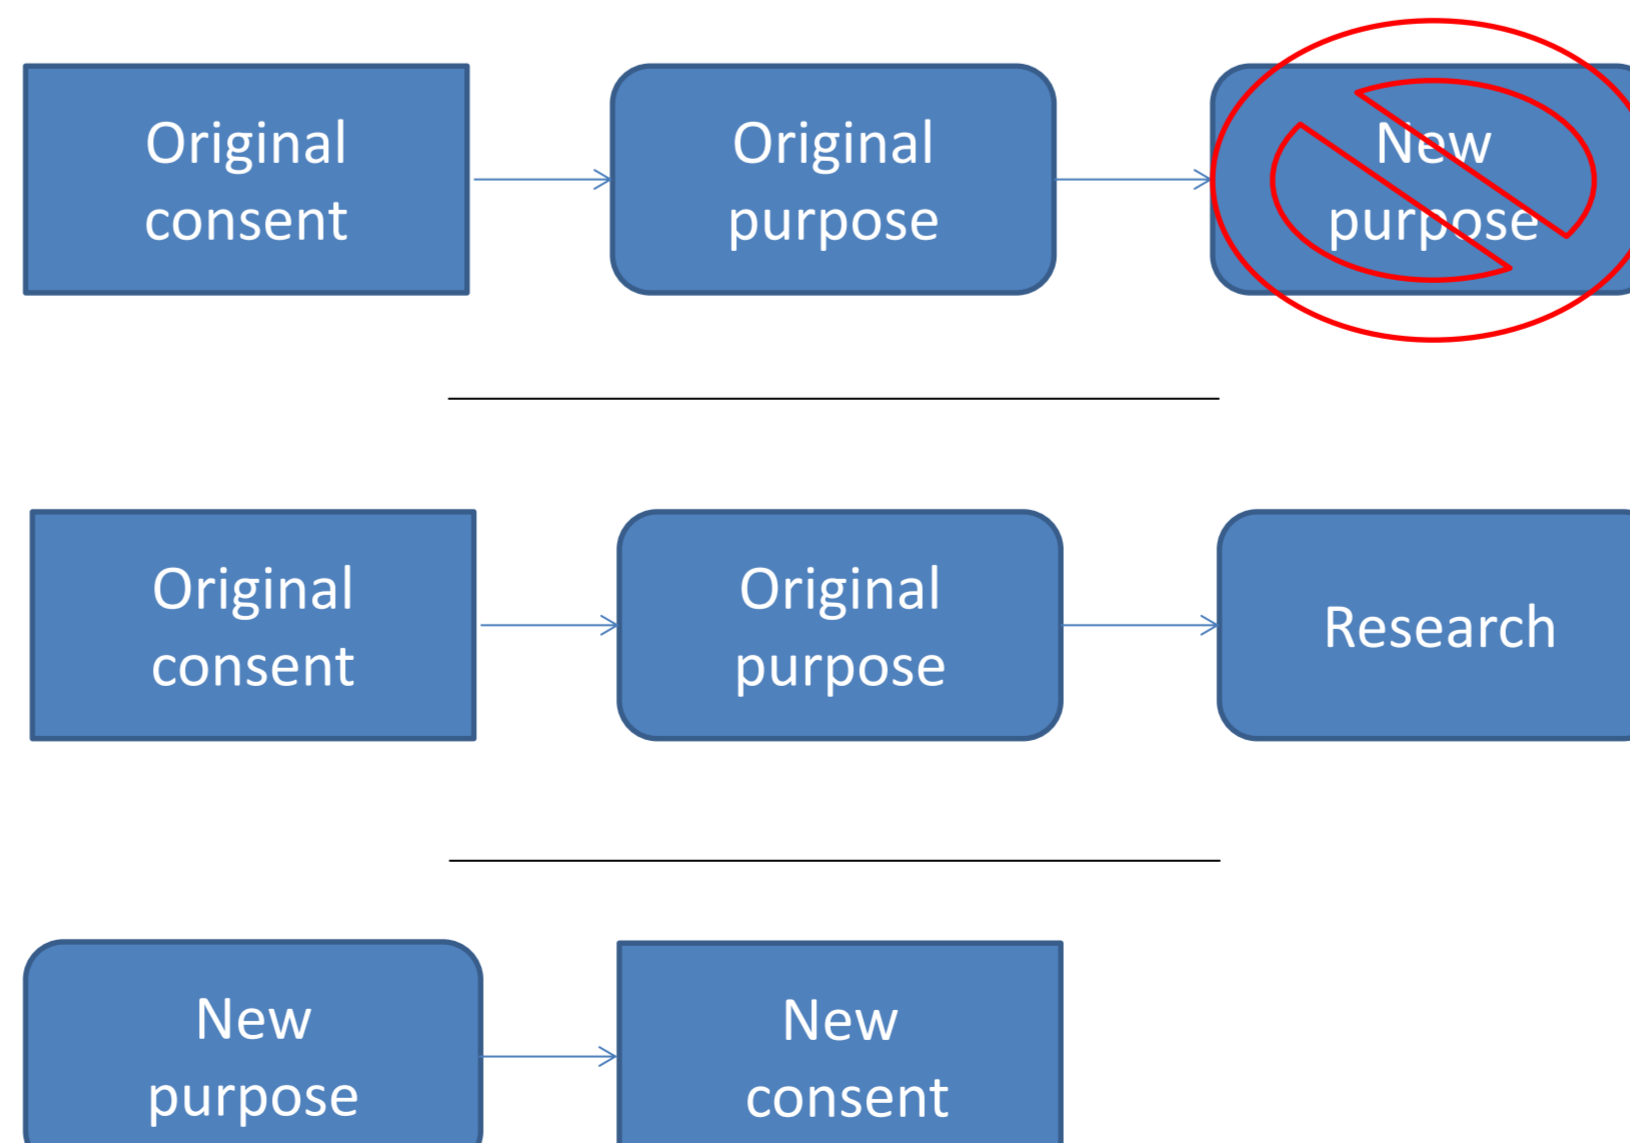 Original
consent
Original
purpose
New
purpose
Original
consent
Original
purpose
Research
New
purpose
New
consent